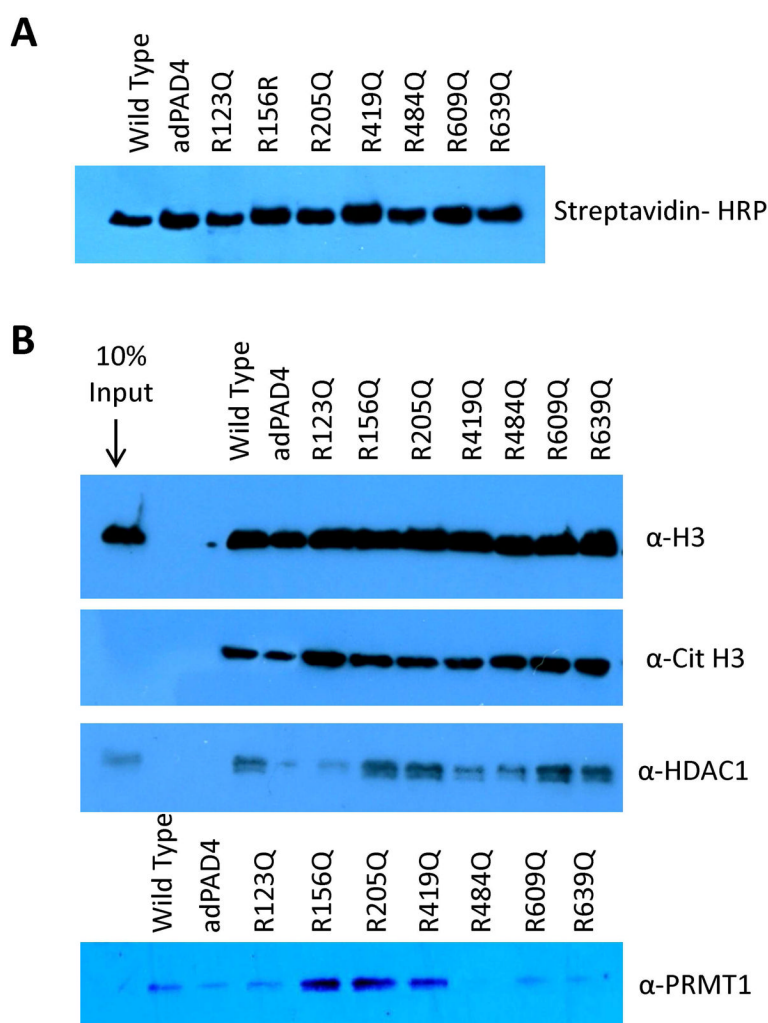 A
Wild Type
adPAD4
R123Q
R156R
R205Q
R419Q
R484Q
R609Q
R639Q
Streptavidin- HRP
B
10%
Input
Wild Type
adPAD4
R123Q
R156Q
R205Q
R419Q
R484Q
R609Q
R639Q
α-H3
α-Cit H3
α-HDAC1
Wild Type
adPAD4
R123Q
R156Q
R205Q
R419Q
R484Q
R609Q
R639Q
α-PRMT1